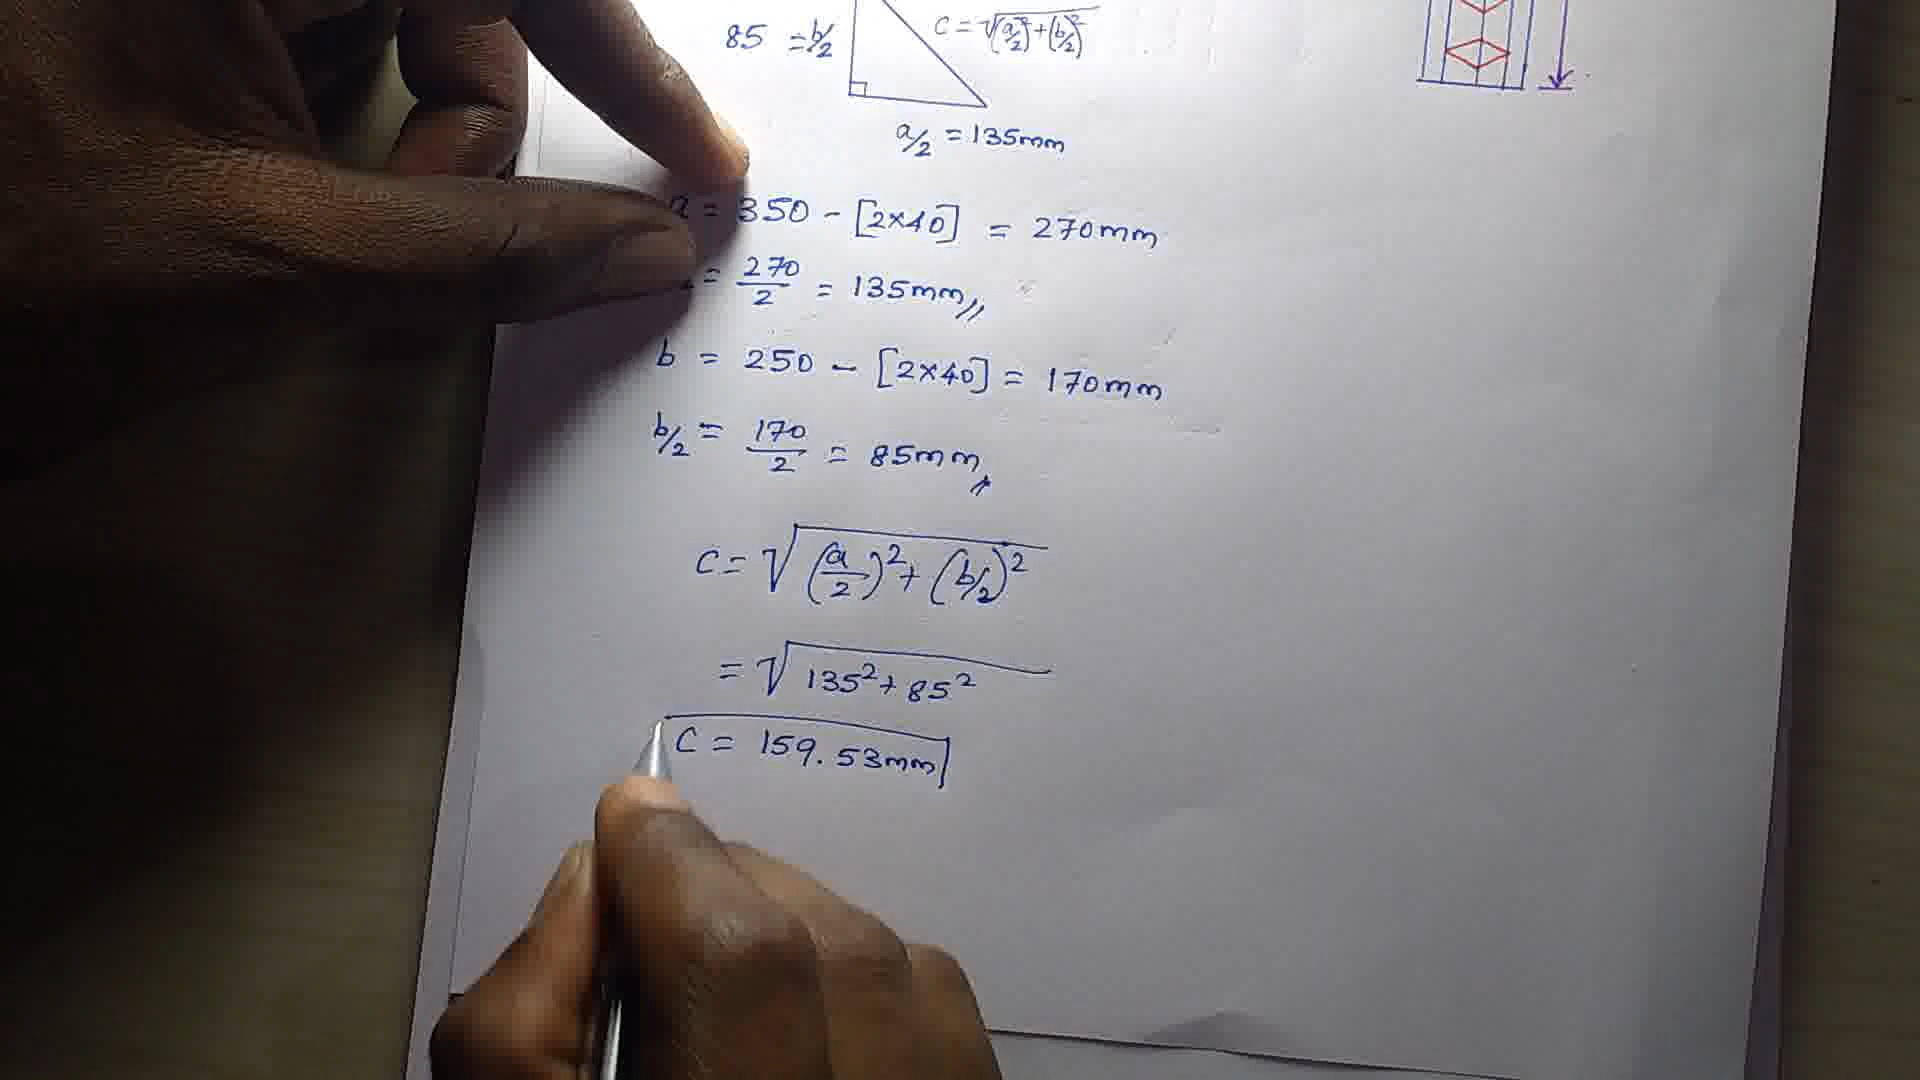 85 = b/2
c = √(a/2)² + (b/2)²
a/2 = 135mm
a = 350 - [2×40] = 270mm
2 = 270/2 = 135mm
b = 250 - [2×40] = 170mm
b/2 = 170/2 = 85mm
c = √(a/2)² + (b/2)²
= √135² + 85²
c = 159.53mm